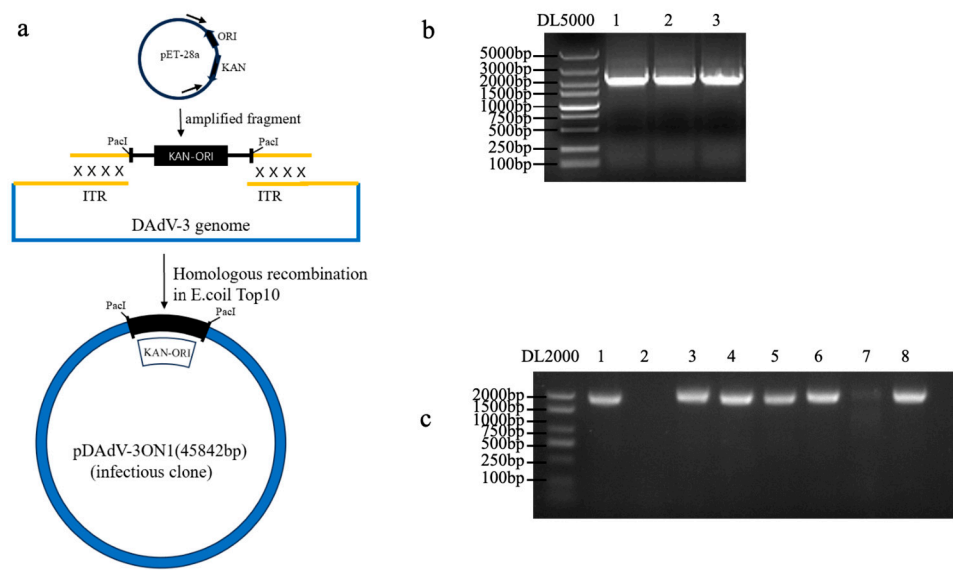 a
ORI
pET-28a
KAN
amplified fragment
PacI
PacI
KAN-ORI
X X X X
X X X X
ITR
ITR
DAdV-3 genome
Homologous recombination
in E.coil Top10
PacI
PacI
KAN-ORI
pDAdV-3ON1(45842bp)
(infectious clone)
b
DL5000 1 2 3
5000bp
3000bp
2000bp
1500bp
1000bp
750bp
500bp
250bp
100bp
c
DL2000 1 2 3 4 5 6 7 8
2000bp
1500bp
1000bp
750bp
500bp
250bp
100bp